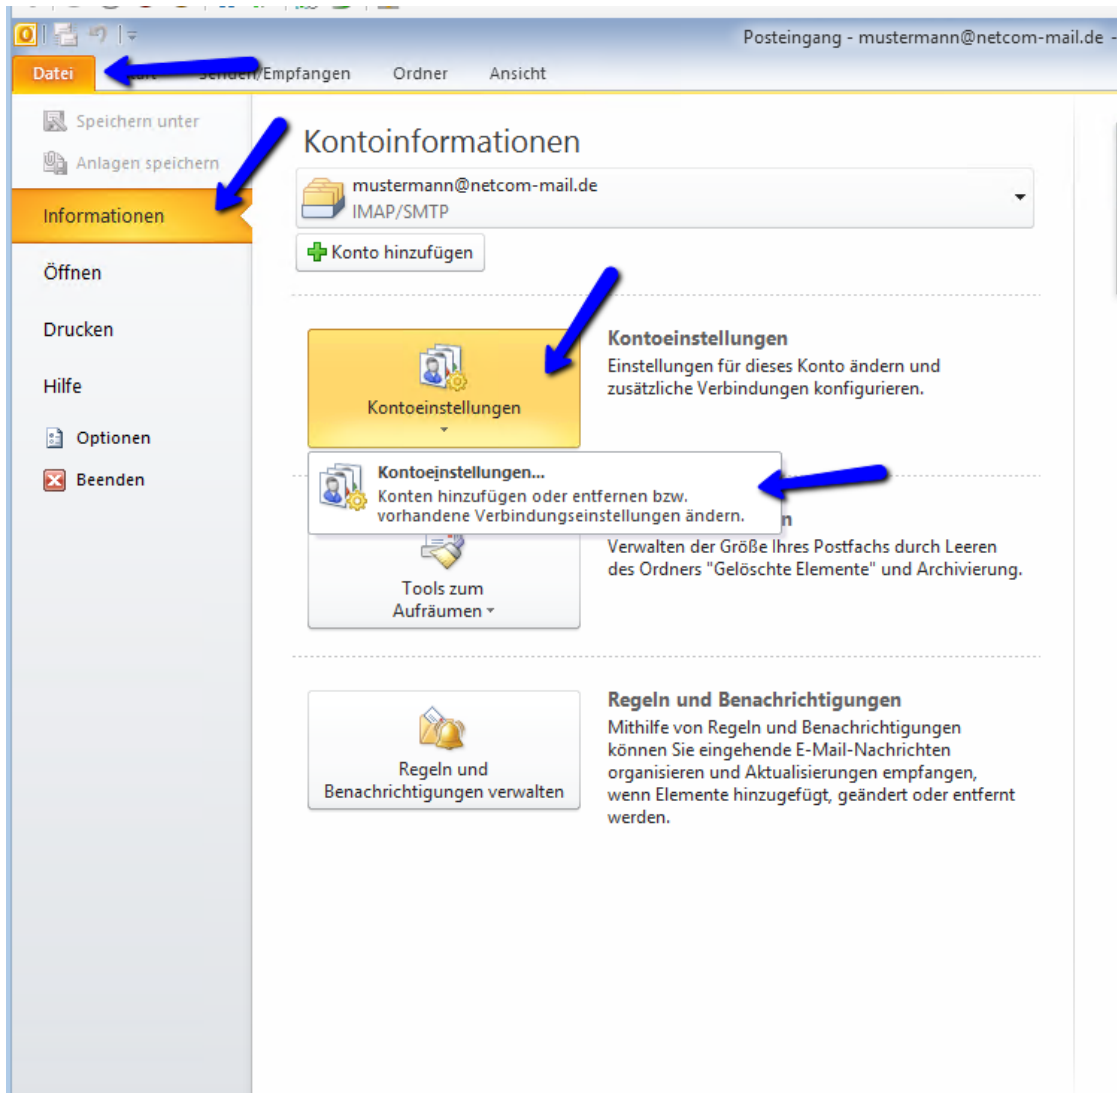 Posteingang - mustermann@netcom-mail.de -
Datei /Empfangen Ordner Ansicht
Speichern unter
Anlagen speichern
Informationen
Öffnen
Drucken
Hilfe
Optionen
Beenden
Kontoinformationen
mustermann@netcom-mail.de
IMAP/SMTP
Konto hinzufügen
Kontoeinstellungen
Kontoeinstellungen
Einstellungen für dieses Konto ändern und
zusätzliche Verbindungen konfigurieren.
Kontoeinstellungen...
Konten hinzufügen oder entfernen bzw.
vorhandene Verbindungseinstellungen ändern.
Tools zum
Aufräumen
Verwalten der Größe Ihres Postfachs durch Leeren
des Ordners "Gelöschte Elemente" und Archivierung.
Regeln und
Benachrichtigungen verwalten
Regeln und Benachrichtigungen
Mithilfe von Regeln und Benachrichtigungen
können Sie eingehende E-Mail-Nachrichten
organisieren und Aktualisierungen empfangen,
wenn Elemente hinzugefügt, geändert oder entfernt
werden.